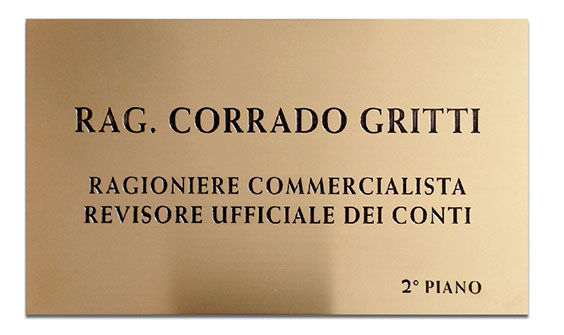 RAG. CORRADO GRITTI
RAGIONIERE COMMERCIALISTA
REVISORE UFFICIALE DEI CONTI
2° PIANO